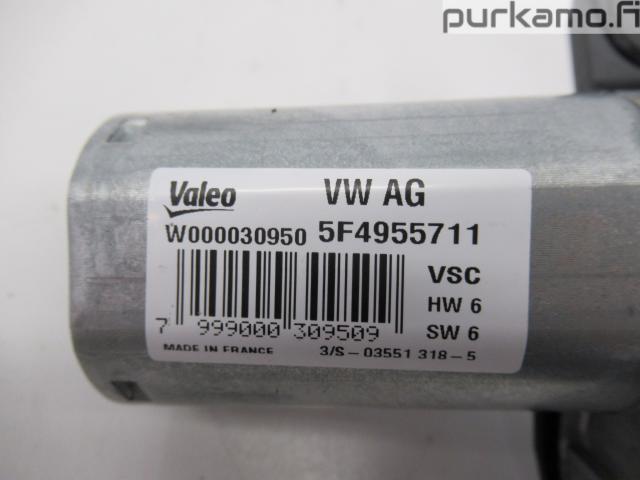 purkamo.fi
Valeo VW AG
W000030950 5F4955711
VSC
HW 6
7 999000 309509 SW 6
MADE IN FRANCE 3/S-03551 318-5